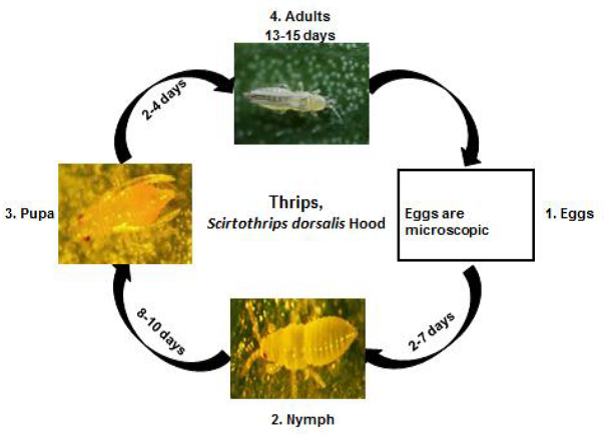 4. Adults
13-15 days
2-4 days
3. Pupa
Thrips,
Scirtothrips dorsalis Hood
Eggs are
microscopic
1. Eggs
8-10 days
2-7 days
2. Nymph